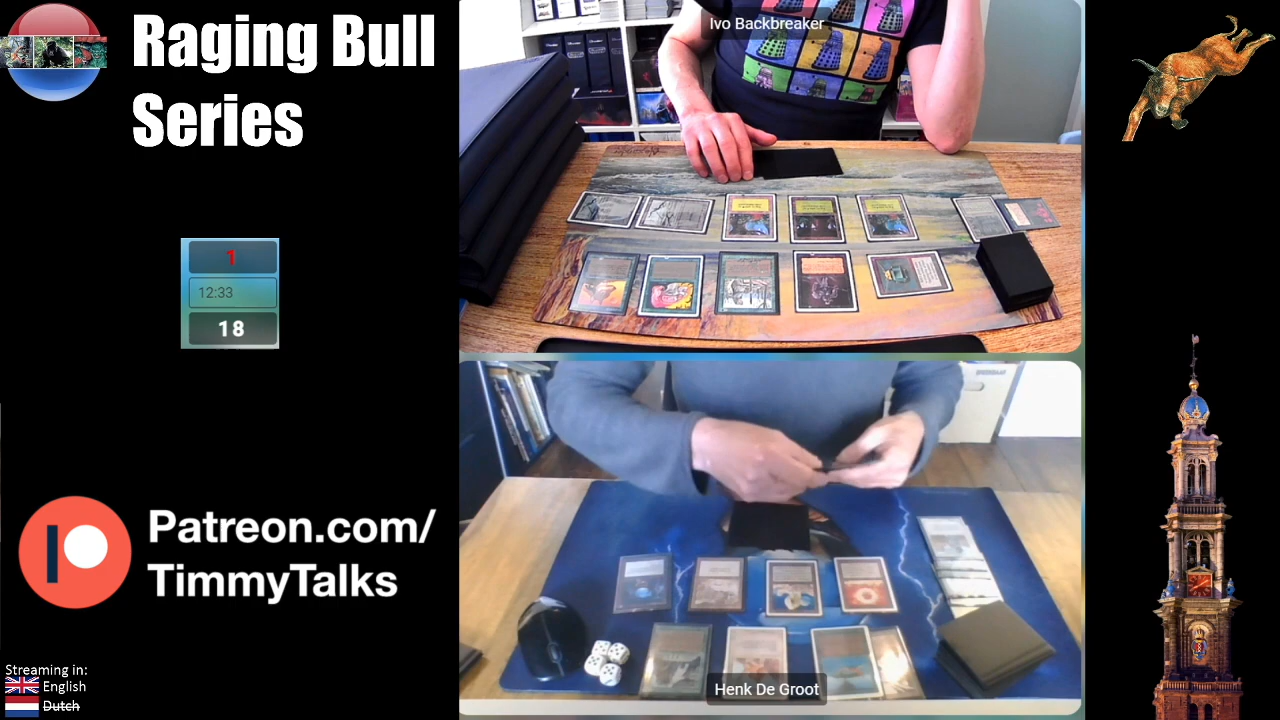 Raging Bull
Series
1
12:33
18
Patreon.com/
TimmyTalks
Streaming in:
English
Dutch
Ivo Backbreaker
Henk De Groot